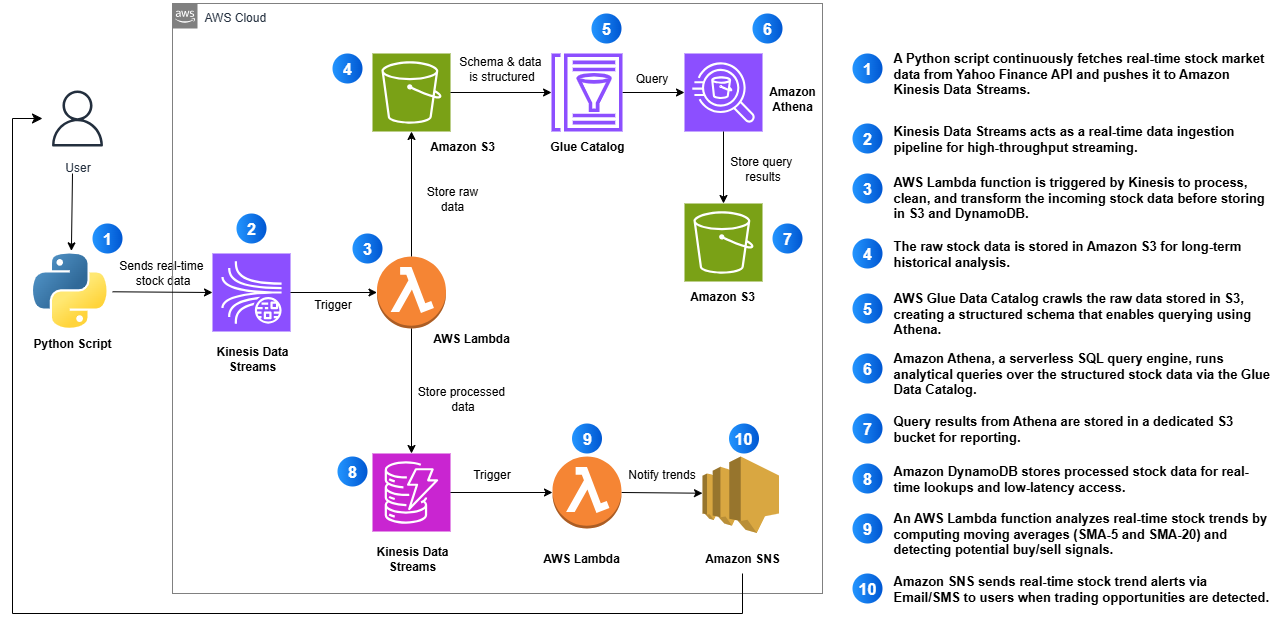 aws
AWS Cloud
6
5
4
Schema & data
is structured
Query
Amazon
Athena
User
Amazon S3
Glue Catalog
Store query
results
Store raw
data
1
2
3
7
Sends real-time
stock data
Trigger
Amazon S3
Python Script
Kinesis Data
Streams
AWS Lambda
Store processed
data
8
9
10
Trigger
Notify trends
Kinesis Data
Streams
AWS Lambda
Amazon SNS
1
A Python script continuously fetches real-time stock market
data from Yahoo Finance API and pushes it to Amazon
Kinesis Data Streams.
2
Kinesis Data Streams acts as a real-time data ingestion
pipeline for high-throughput streaming.
3
AWS Lambda function is triggered by Kinesis to process,
clean, and transform the incoming stock data before storing
in S3 and DynamoDB.
4
The raw stock data is stored in Amazon S3 for long-term
historical analysis.
5
AWS Glue Data Catalog crawls the raw data stored in S3,
creating a structured schema that enables querying using
Athena.
6
Amazon Athena, a serverless SQL query engine, runs
analytical queries over the structured stock data via the Glue
Data Catalog.
7
Query results from Athena are stored in a dedicated S3
bucket for reporting.
8
Amazon DynamoDB stores processed stock data for real-
time lookups and low-latency access.
9
An AWS Lambda function analyzes real-time stock trends by
computing moving averages (SMA-5 and SMA-20) and
detecting potential buy/sell signals.
10
Amazon SNS sends real-time stock trend alerts via
Email/SMS to users when trading opportunities are detected.